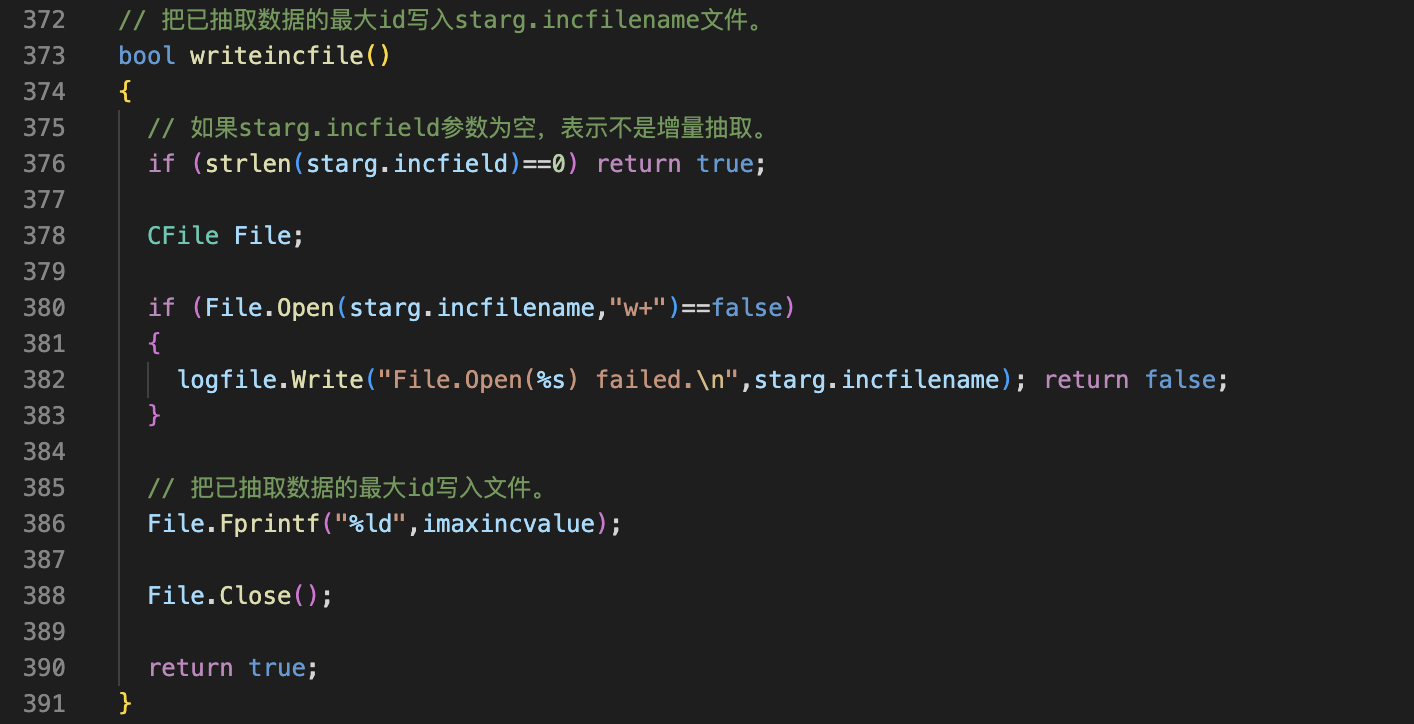 372 // 把已抽取数据的最大id写入starg.incfilename文件。
373 bool writeincfile()
374 {
375 // 如果starg.incfield参数为空，表示不是增量抽取。
376 if (strlen(starg.incfield)==0) return true;
377
378 CFile File;
379
380 if (File.Open(starg.incfilename,"w+")==false)
381 {
382 logfile.Write("File.Open(%s) failed.\n",starg.incfilename); return false;
383 }
384
385 // 把已抽取数据的最大id写入文件。
386 File.Fprintf("%ld",imaxincvalue);
387
388 File.Close();
389
390 return true;
391 }